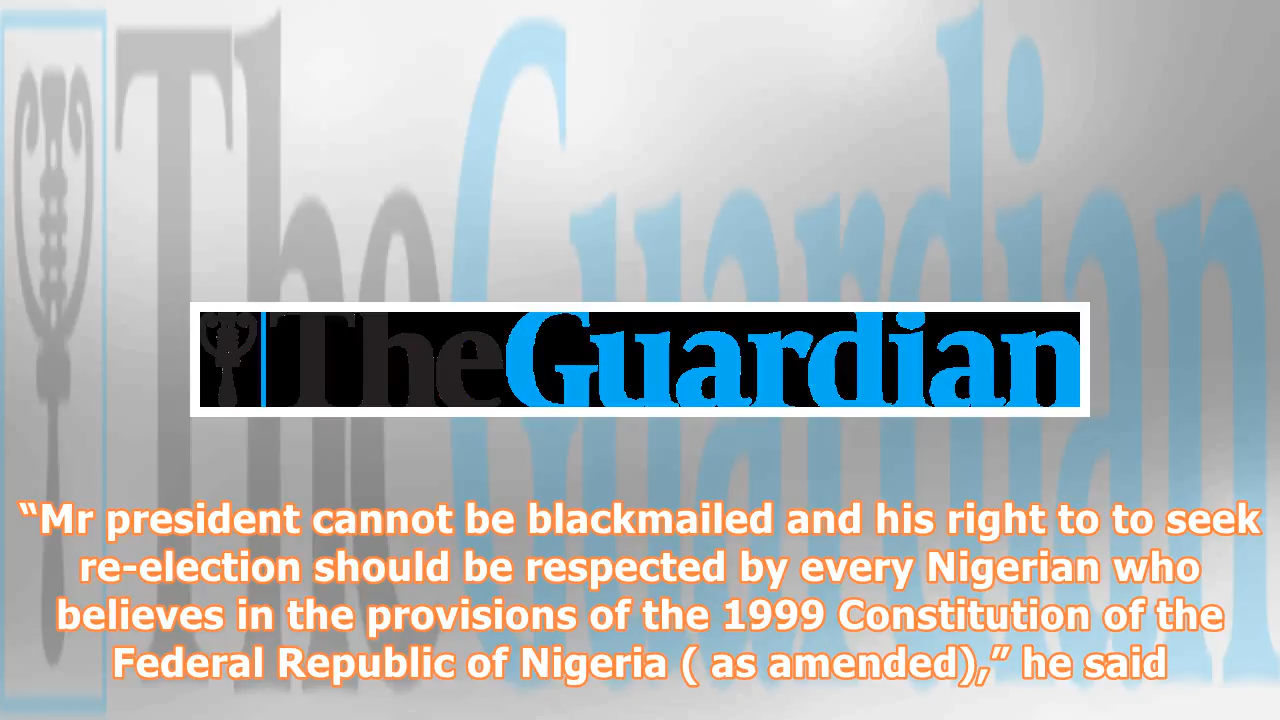 TheGuardian
TheGuardian
“Mr president cannot be blackmailed and his right to to seek
re-election should be respected by every Nigerian who
believes in the provisions of the 1999 Constitution of the
Federal Republic of Nigeria ( as amended),” he said